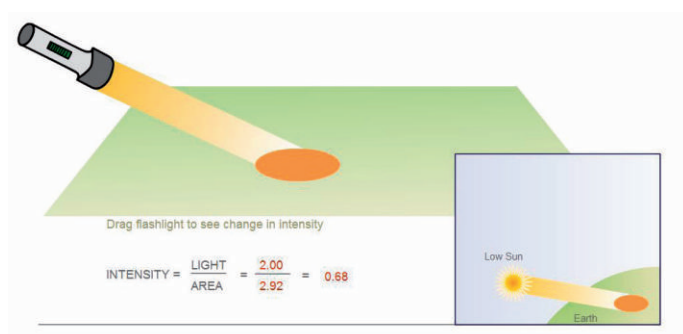 Drag flashlight to see change in intensity
INTENSITY = LIGHT / AREA = 2.00 / 2.92 = 0.68
Low Sun
Earth